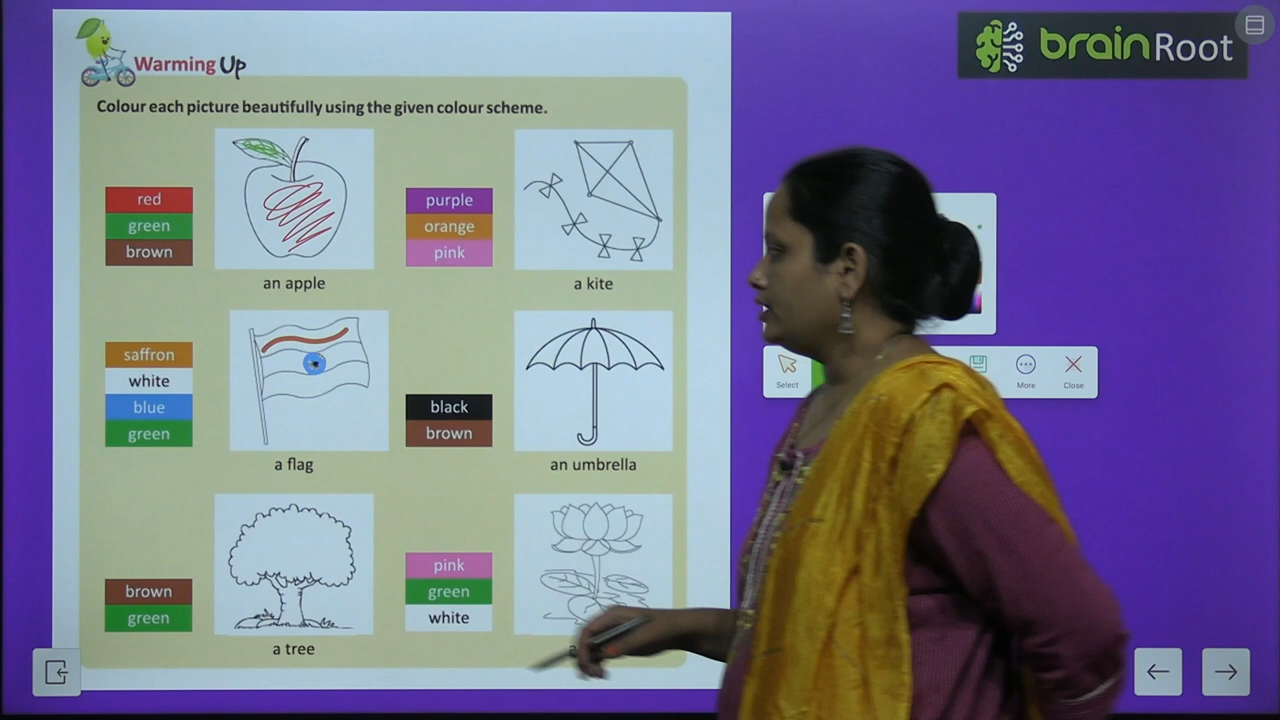 Warming Up
brainRoot
Colour each picture beautifully using the given colour scheme.
red
green
brown
an apple
purple
orange
pink
a kite
saffron
white
blue
green
a flag
black
brown
an umbrella
Select
More
Close
brown
green
a tree
pink
green
white
a